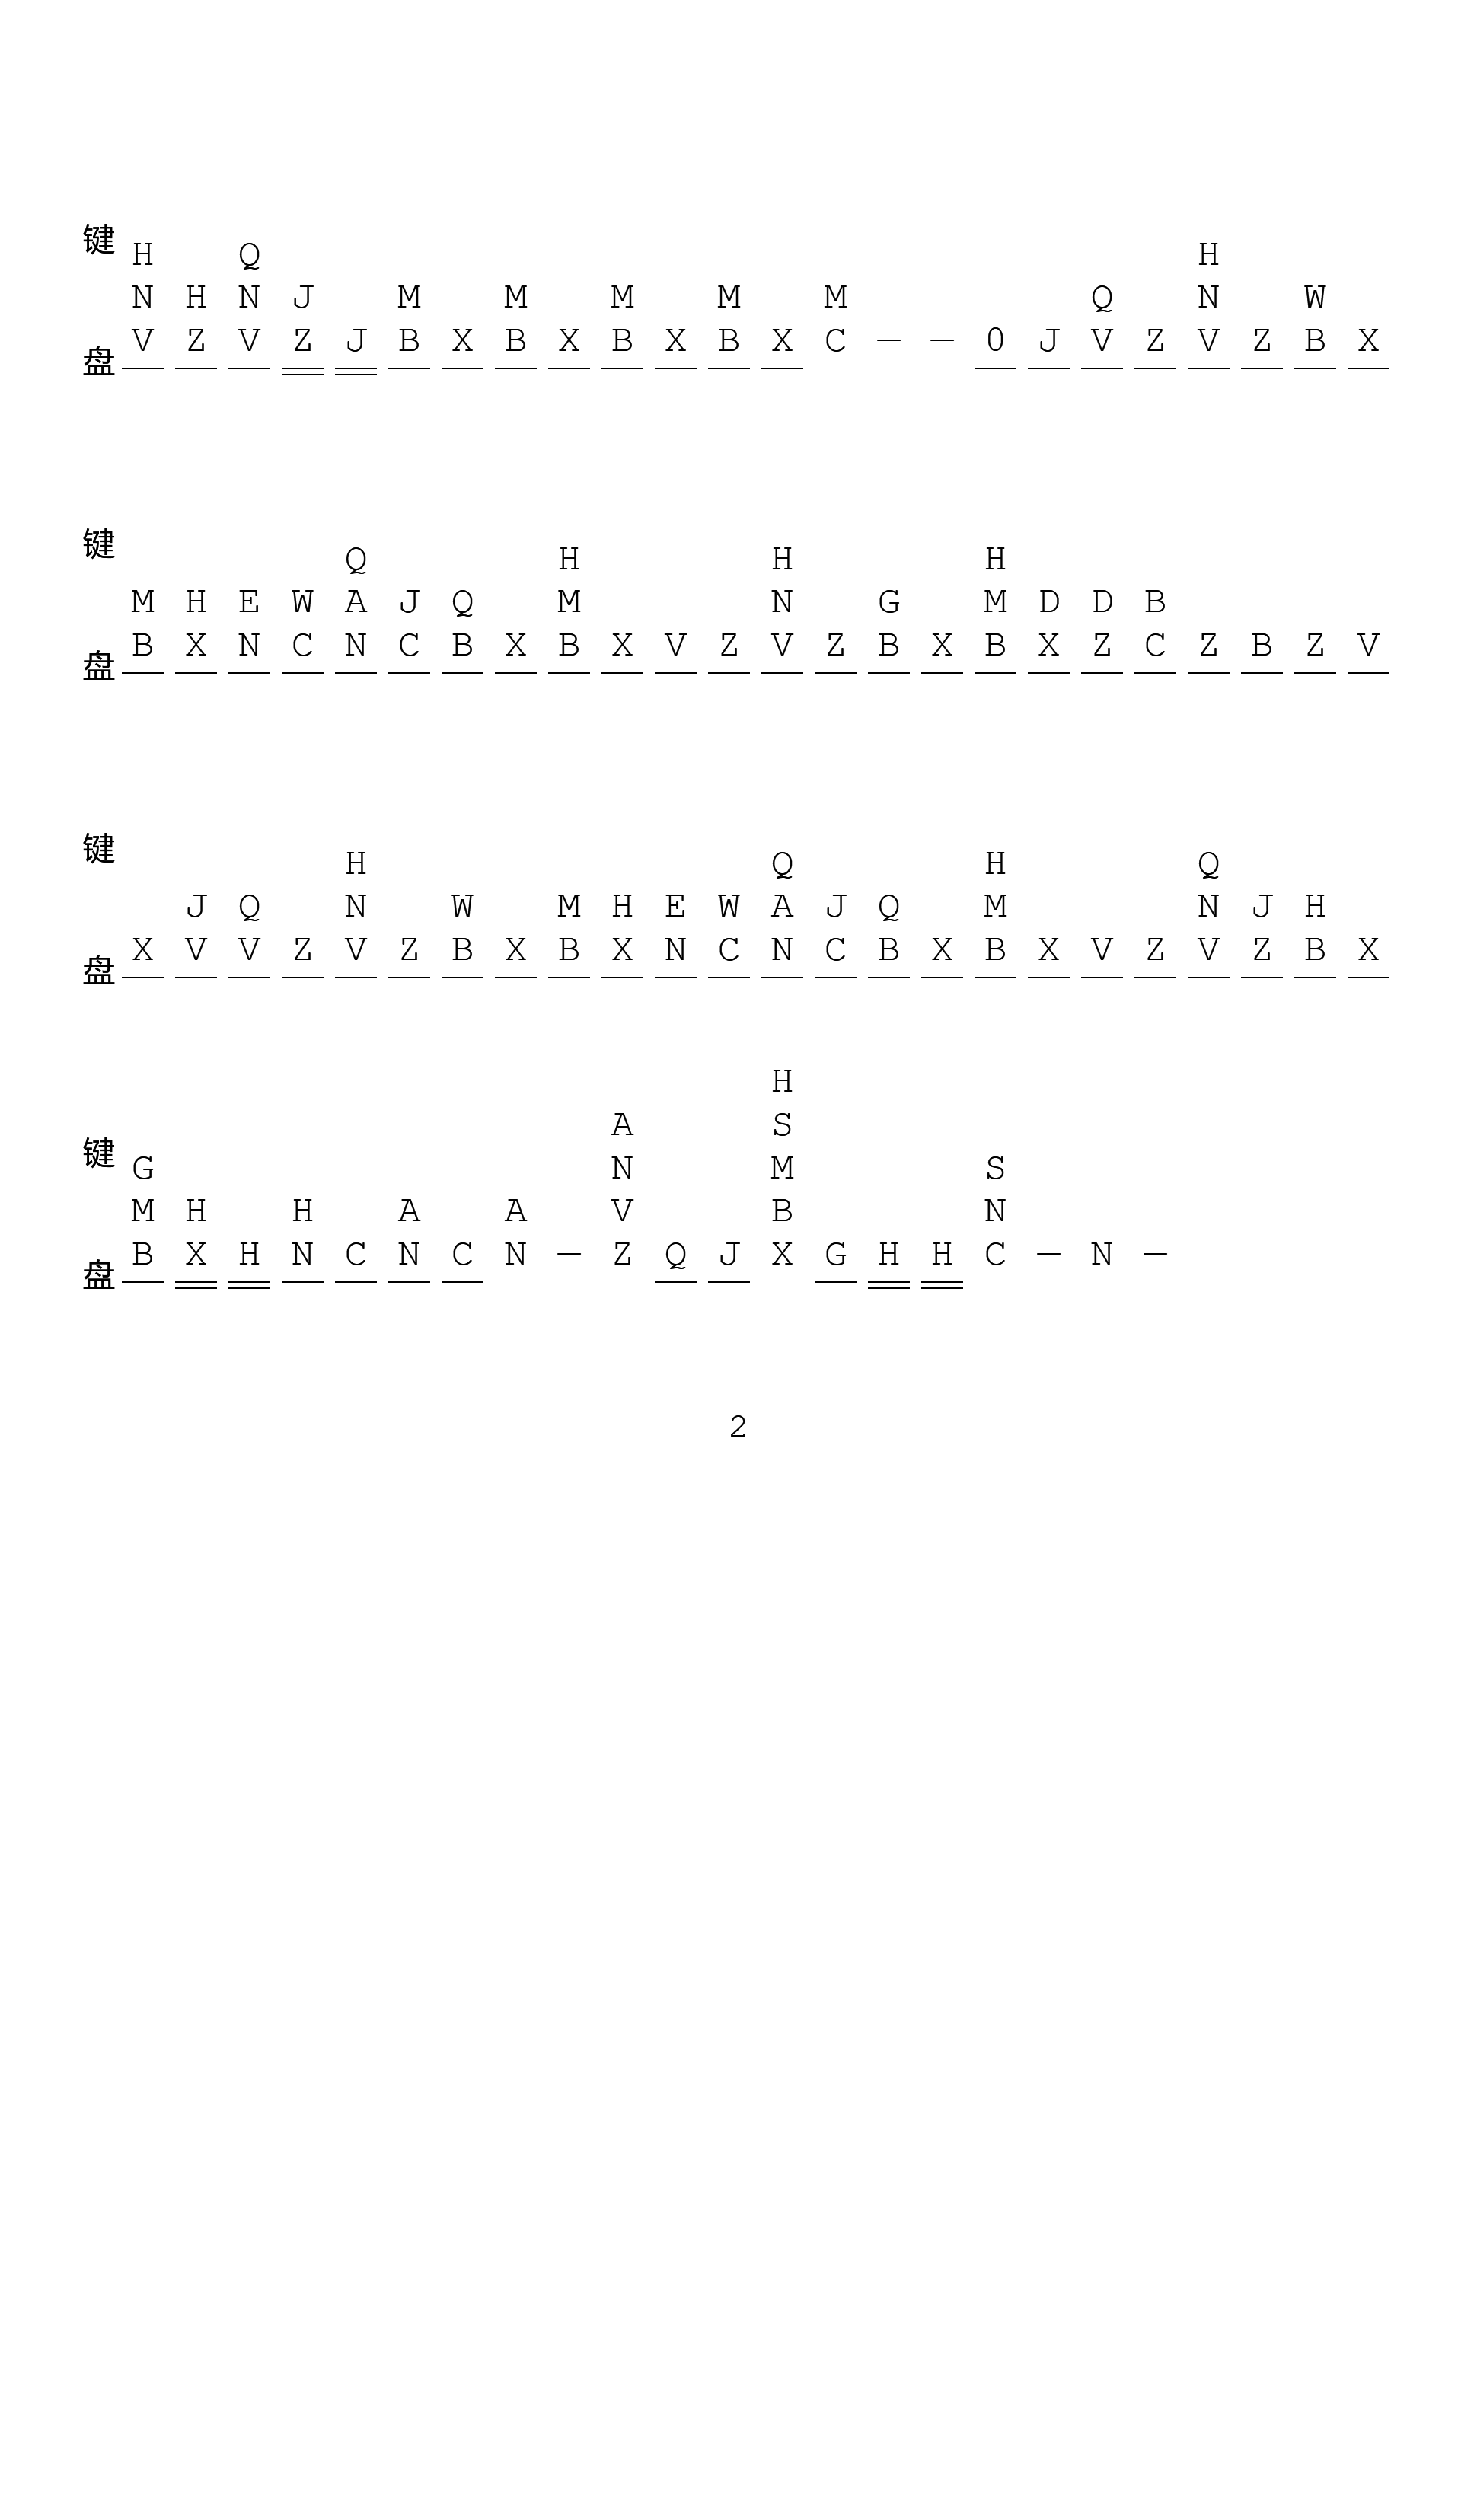 键
H Q H
N H N J M M M M M Q N W
V Z V Z J B X B X B X B X C — — 0 J V Z V Z B X
盘
键
Q H H H
M H E W A J Q M N G M D D B
B X N C N C B X B X V Z V Z B X B X Z C Z B Z V
盘
键
H Q H Q
J Q N W M H E W A J Q M N J H
X V V Z V Z B X B X N C N C B X B X V Z V Z B X
盘
H
A S
键
G N M S
M H H A A V B N
B X H N C N C N — Z Q J X G H H C — N —
盘
2